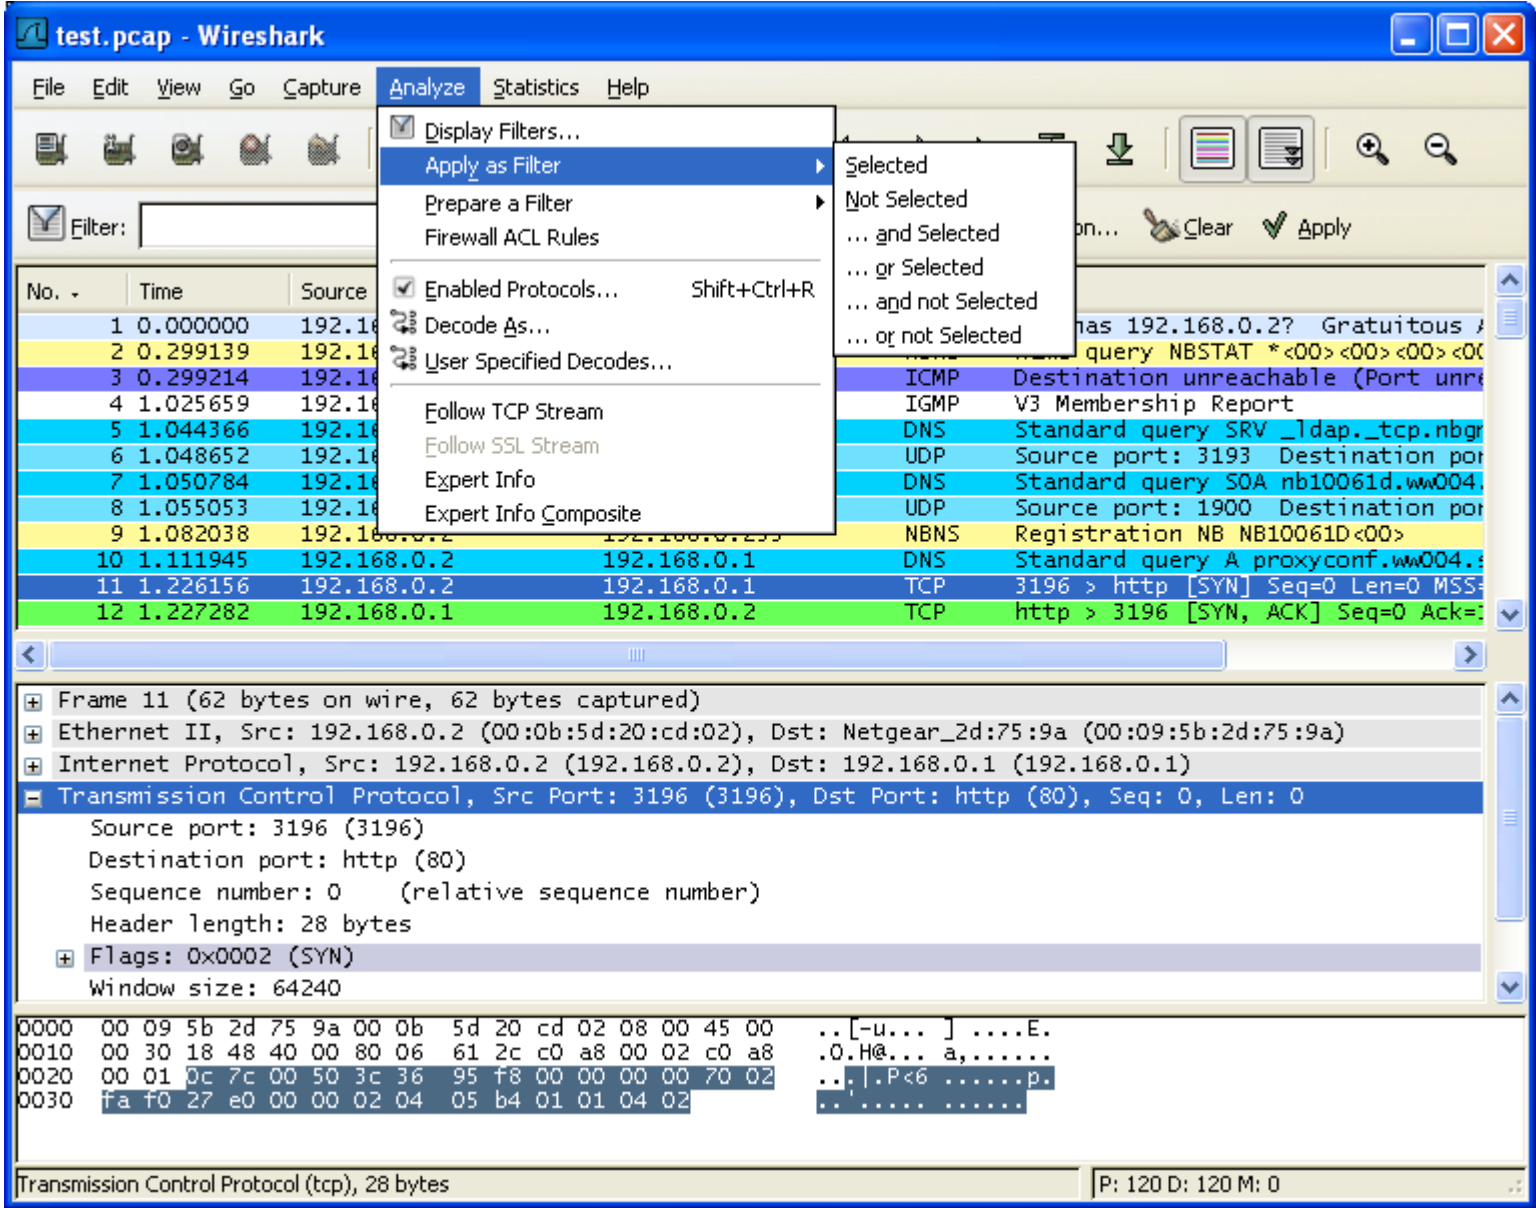 test.pcap - Wireshark
File Edit View Go Capture Analyze Statistics Help
Display Filters...
Apply as Filter
Prepare a Filter
Firewall ACL Rules
Enabled Protocols... Shift+Ctrl+R
Decode As...
User Specified Decodes...
Follow TCP Stream
Follow SSL Stream
Expert Info
Expert Info Composite
Selected
Not Selected
... and Selected
... or Selected
... and not Selected
... or not Selected
Filter: on... Clear Apply
No. Time Source
1 0.000000 192.16 has 192.168.0.2? Gratuitous
2 0.299139 192.16 query NBSTAT *<00><00><00><00
3 0.299214 192.16 ICMP Destination unreachable (Port unre
4 1.025659 192.16 IGMP V3 Membership Report
5 1.044366 192.16 DNS Standard query SRV _ldap._tcp.nbgm
6 1.048652 192.16 UDP Source port: 3193 Destination por
7 1.050784 192.16 DNS Standard query SOA nb10061d.ww004.
8 1.055053 192.16 UDP Source port: 1900 Destination por
9 1.082038 192.168.0.2 192.168.0.255 NBNS Registration NB NB10061D<00>
10 1.111945 192.168.0.2 192.168.0.1 DNS Standard query A proxyconf.ww004.s
11 1.226156 192.168.0.2 192.168.0.1 TCP 3196 > http [SYN] Seq=0 Len=0 MSS=
12 1.227282 192.168.0.1 192.168.0.2 TCP http > 3196 [SYN, ACK] Seq=0 Ack=1
Frame 11 (62 bytes on wire, 62 bytes captured)
Ethernet II, Src: 192.168.0.2 (00:0b:5d:20:cd:02), Dst: Netgear_2d:75:9a (00:09:5b:2d:75:9a)
Internet Protocol, Src: 192.168.0.2 (192.168.0.2), Dst: 192.168.0.1 (192.168.0.1)
Transmission Control Protocol, Src Port: 3196 (3196), Dst Port: http (80), Seq: 0, Len: 0
Source port: 3196 (3196)
Destination port: http (80)
Sequence number: 0 (relative sequence number)
Header length: 28 bytes
Flags: 0x0002 (SYN)
Window size: 64240
0000 00 09 5b 2d 75 9a 00 0b 5d 20 cd 02 08 00 45 00 ..[-u... ] ....E.
0010 00 30 18 48 40 00 80 06 61 2c c0 a8 00 02 c0 a8 .0.H@... a,......
0020 00 01 0c 7c 00 50 3c 36 95 f8 00 00 00 00 70 02 ...|.P<6 ......p.
0030 fa f0 27 e0 00 00 02 04 05 b4 01 01 04 02 ..'..... ......
Transmission Control Protocol (tcp), 28 bytes P: 120 D: 120 M: 0